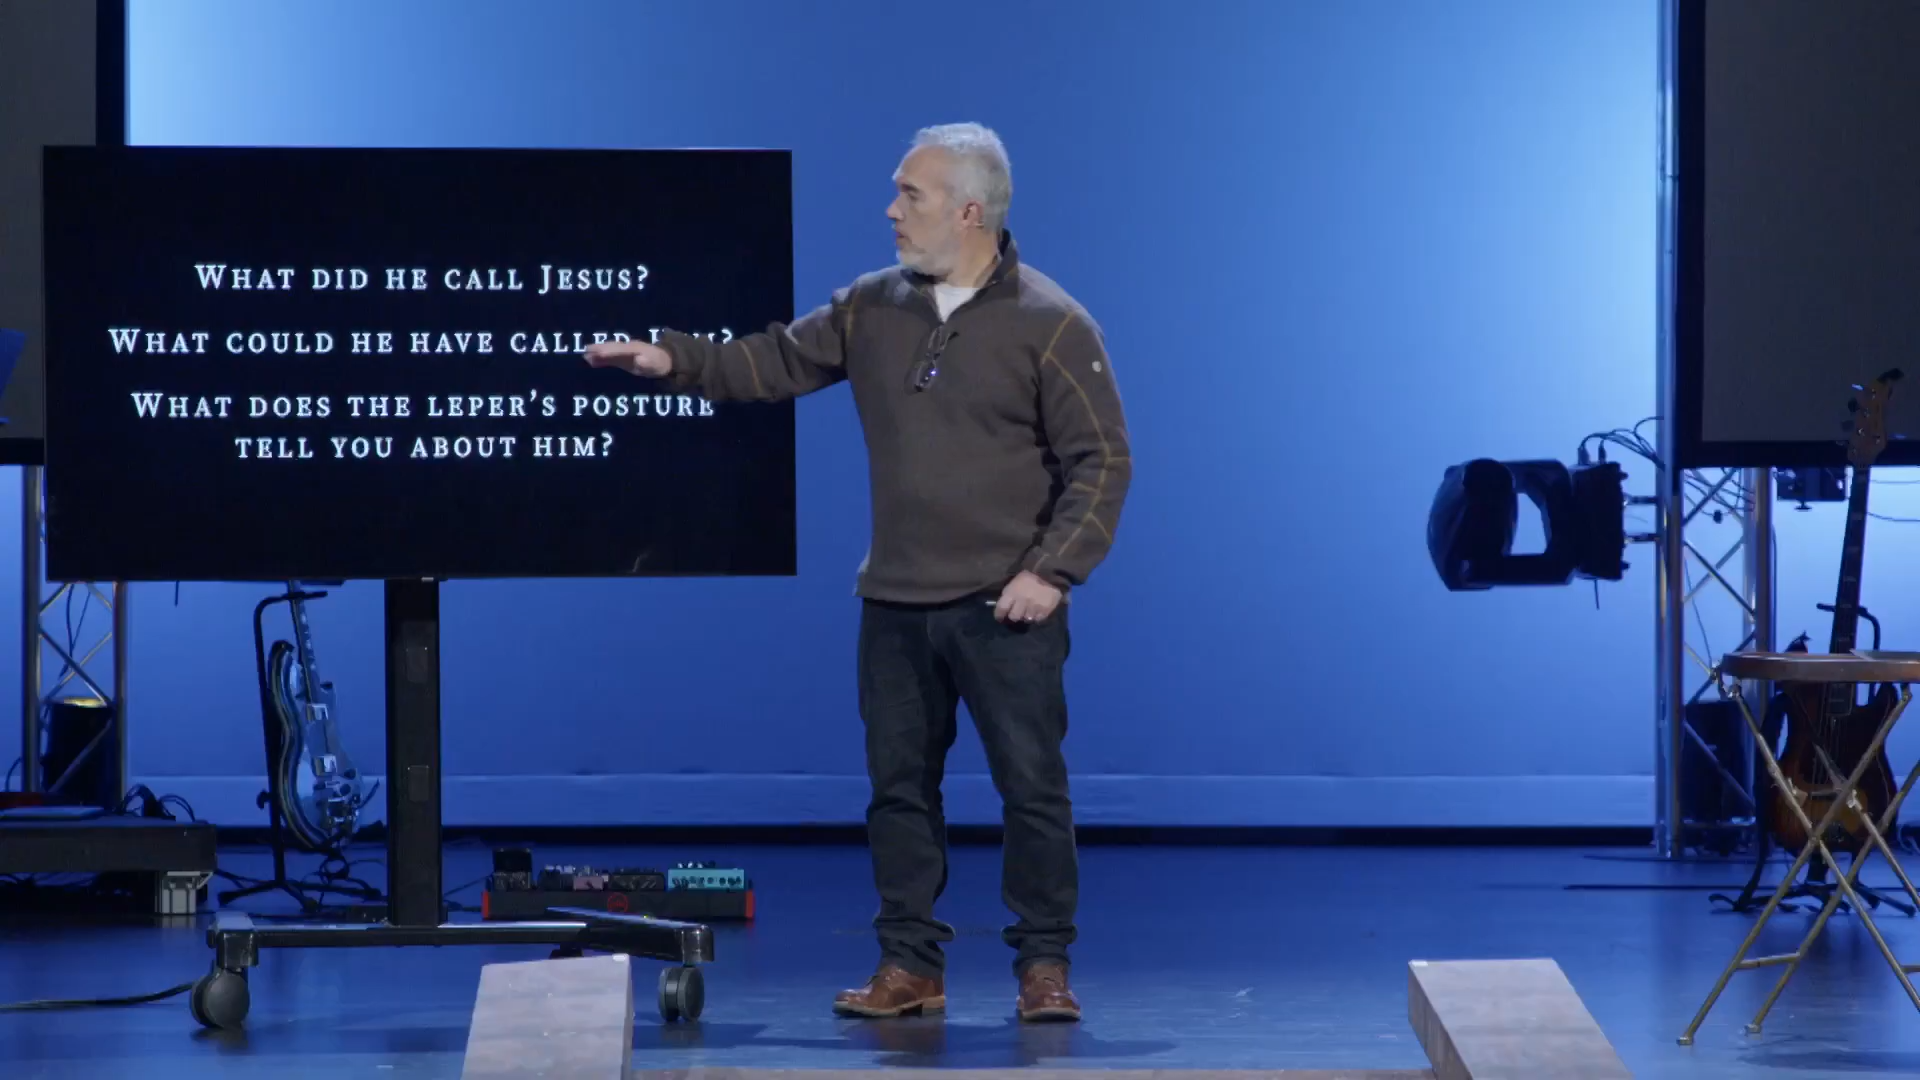 What did he call Jesus?
What could he have called
What does the leper's posture
tell you about him?